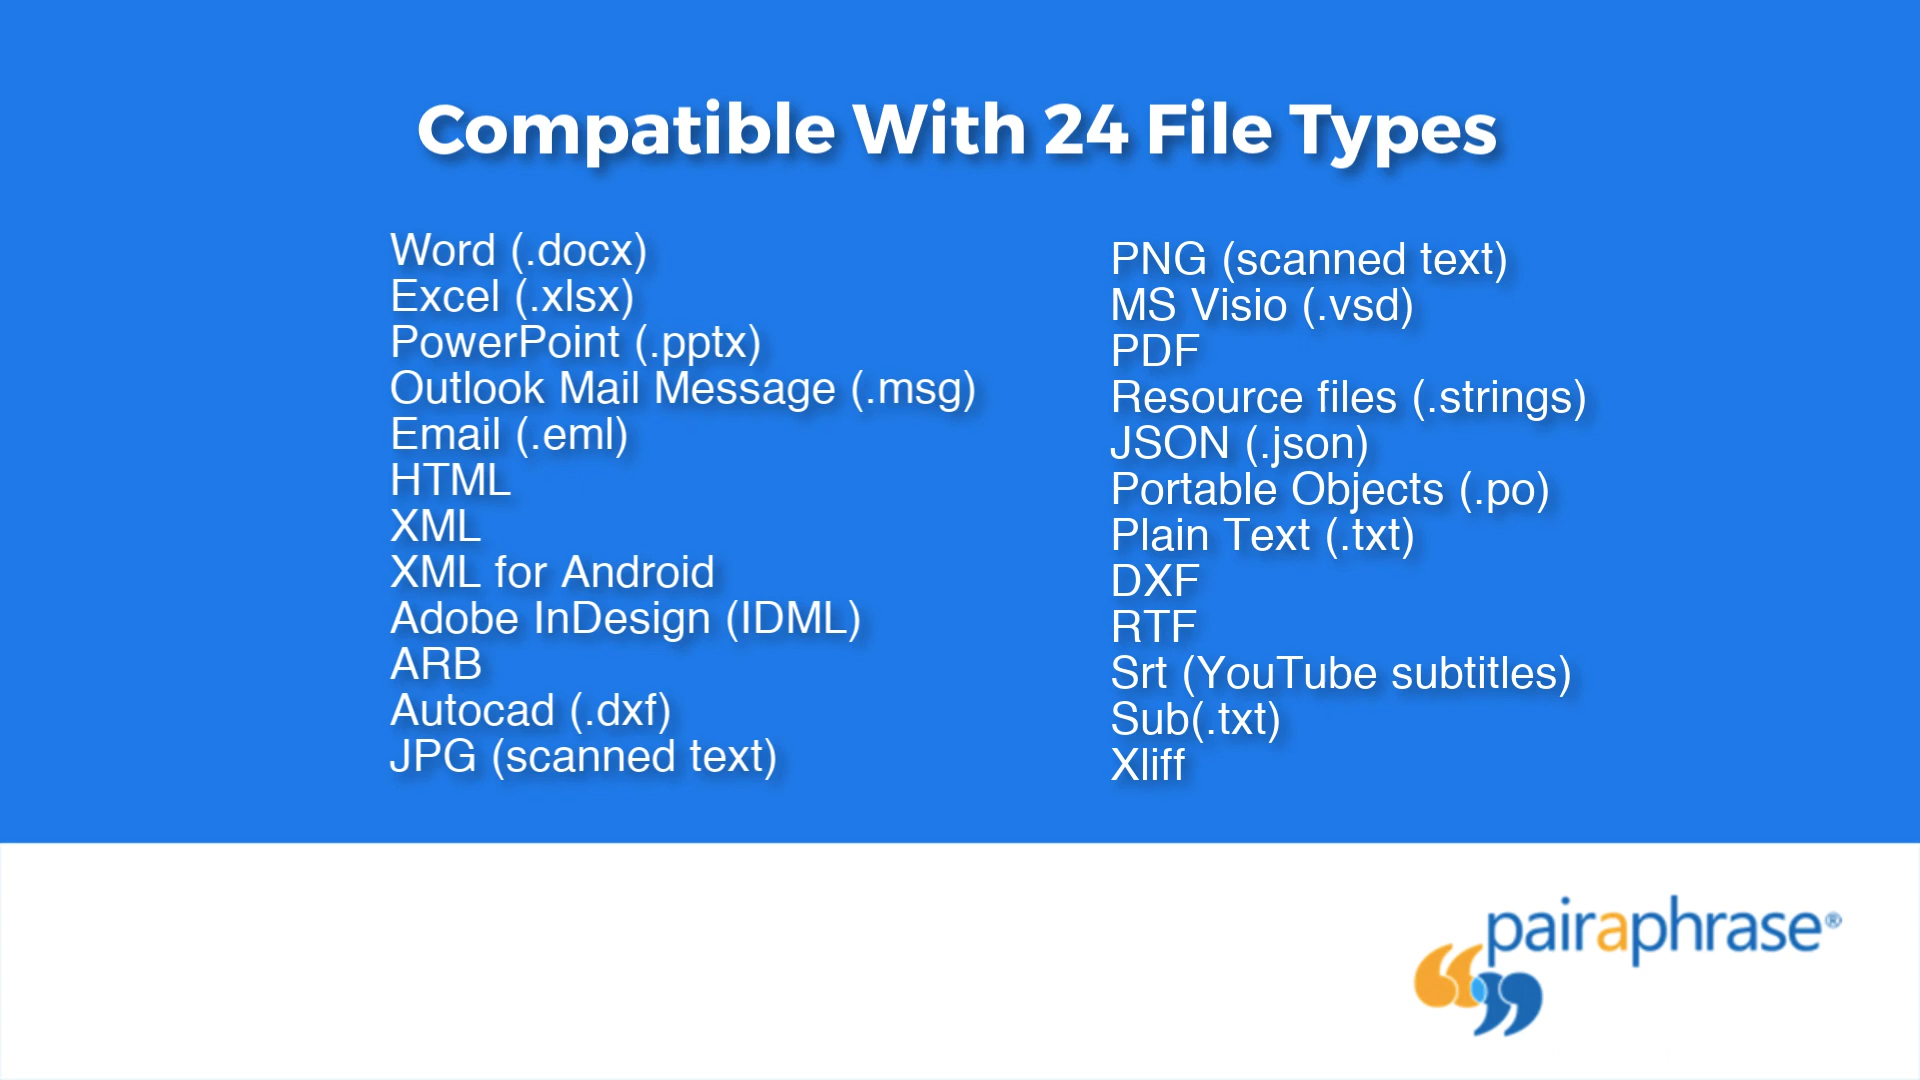 Compatible With 24 File Types
Word (.docx)
Excel (.xlsx)
PowerPoint (.pptx)
Outlook Mail Message (.msg)
Email (.eml)
HTML
XML
XML for Android
Adobe InDesign (IDML)
ARB
Autocad (.dxf)
JPG (scanned text)
PNG (scanned text)
MS Visio (.vsd)
PDF
Resource files (.strings)
JSON (.json)
Portable Objects (.po)
Plain Text (.txt)
DXF
RTF
Srt (YouTube subtitles)
Sub(.txt)
Xliff
pairaphrase®